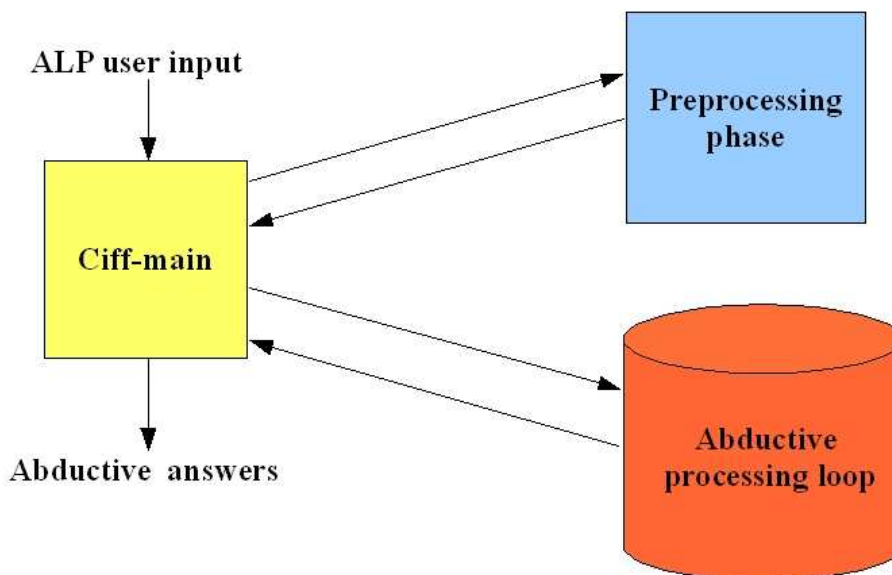 ALP user input
Preprocessing
phase
Ciff-main
Abductive answers
Abductive
processing loop